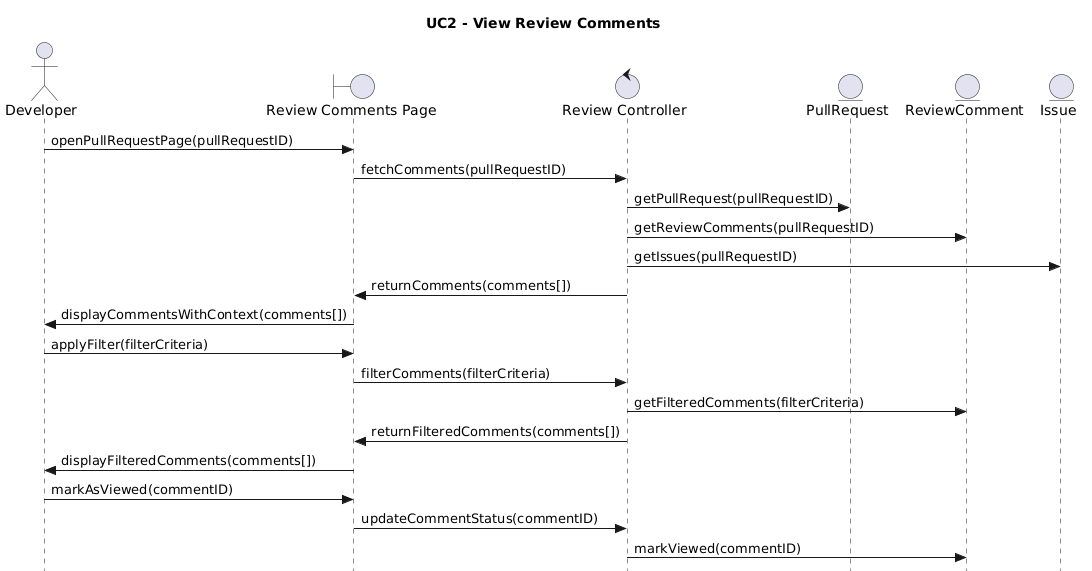 UC2 - View Review Comments
Developer
Review Comments Page
Review Controller
PullRequest
ReviewComment
Issue
openPullRequestPage(pullRequestID)
fetchComments(pullRequestID)
getPullRequest(pullRequestID)
getReviewComments(pullRequestID)
getIssues(pullRequestID)
returnComments(comments[])
displayCommentsWithContext(comments[])
applyFilter(filterCriteria)
filterComments(filterCriteria)
getFilteredComments(filterCriteria)
returnFilteredComments(comments[])
displayFilteredComments(comments[])
markAsViewed(commentID)
updateCommentStatus(commentID)
markViewed(commentID)